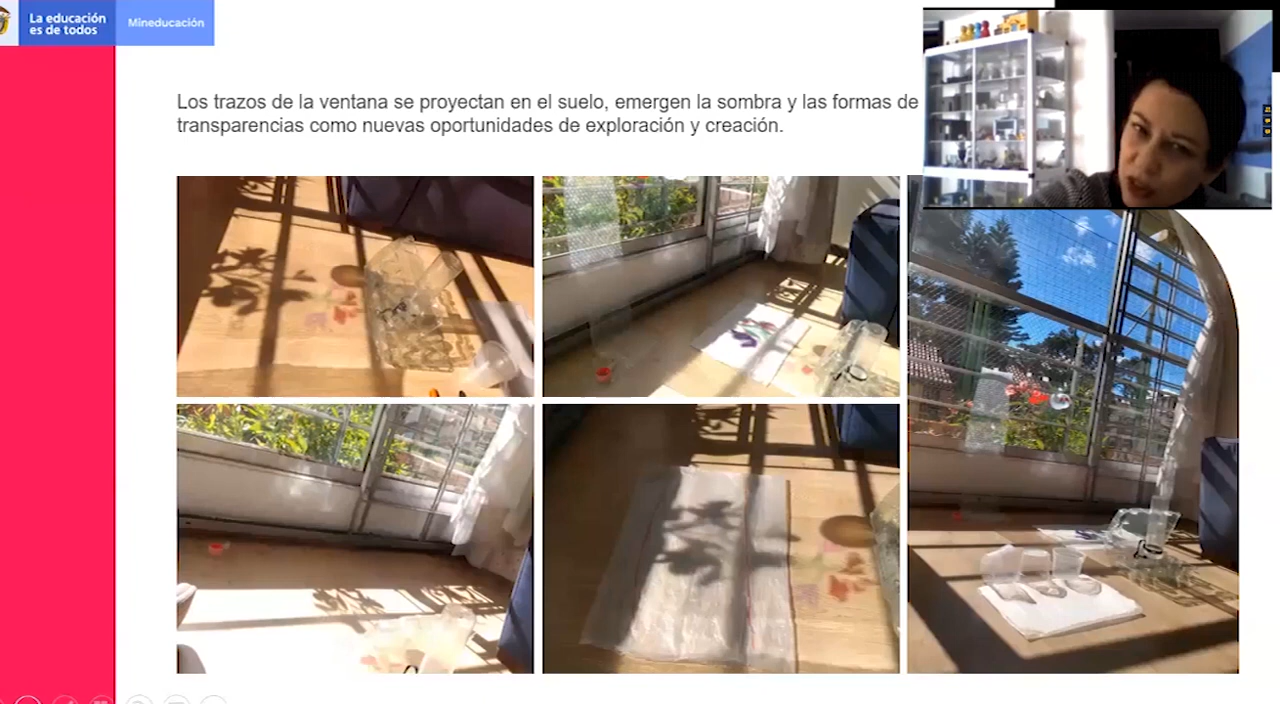 La educación
es de todos
Mineducación
Los trazos de la ventana se proyectan en el suelo, emergen la sombra y las formas de
transparencias como nuevas oportunidades de exploración y creación.